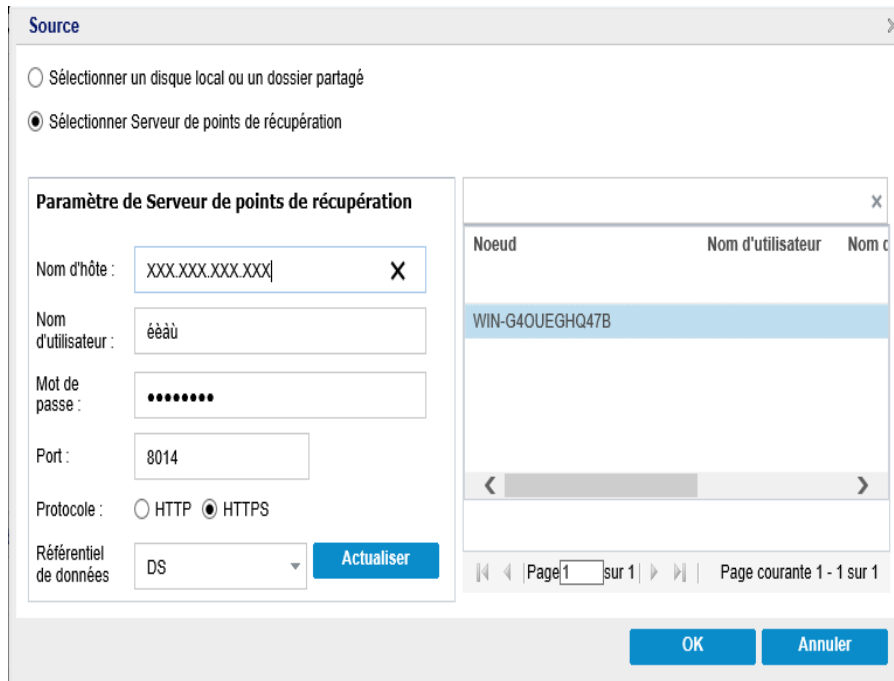 Source
Sélectionner un disque local ou un dossier partagé
Sélectionner Serveur de points de récupération
Paramètre de Serveur de points de récupération
Nom d'hôte :
XXX.XXX.XXX.XXX
Nom
d'utilisateur :
éèàù
Mot de
passe :
••••••••
Port :
8014
Protocole :
HTTP
HTTPS
Référentiel
de données
DS
Actualiser
Noeud
Nom d'utilisateur
Nom
WIN-G4OUEGHQ47B
Page 1 sur 1
Page courante 1 - 1 sur 1
OK
Annuler